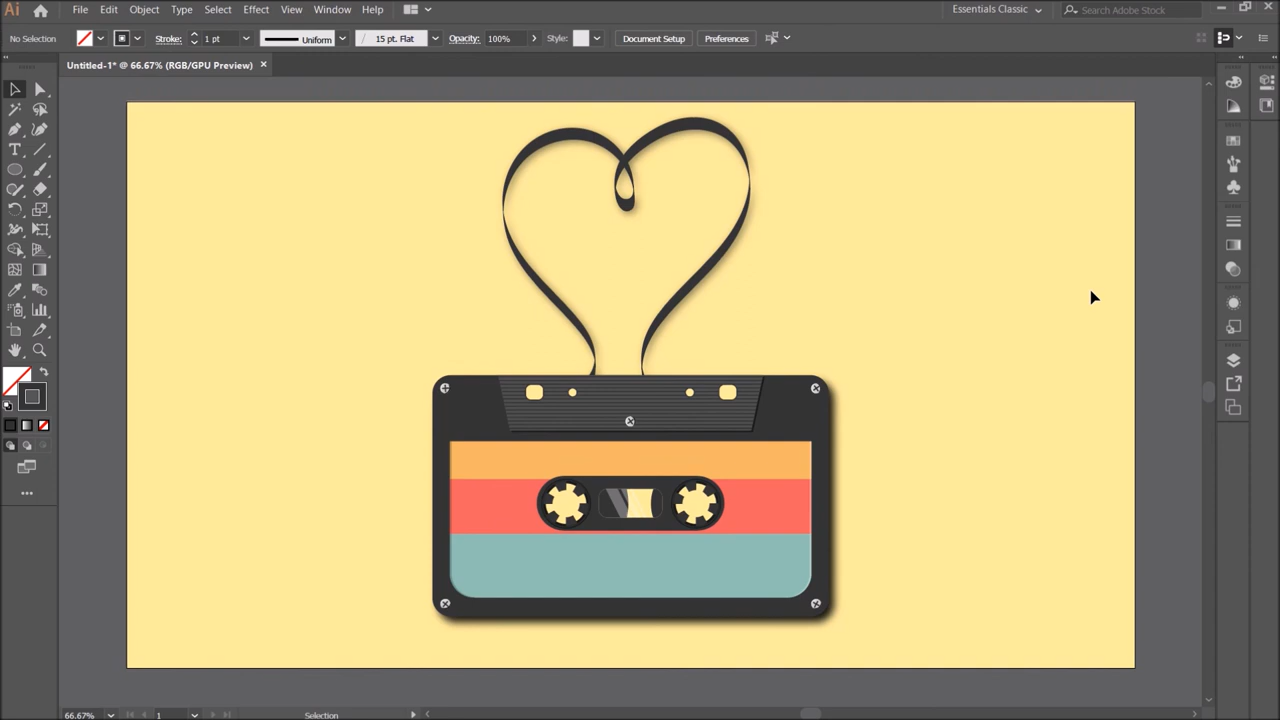 Ai File Edit Object Type Select Effect View Window Help Essentials Classic Search Adobe Stock
No Selection Stroke: 1 pt Uniform 15 pt. Flat Opacity: 100% Style: Document Setup Preferences
Untitled-1* @ 66.67% (RGB/GPU Preview)
66.67% 1 Selection